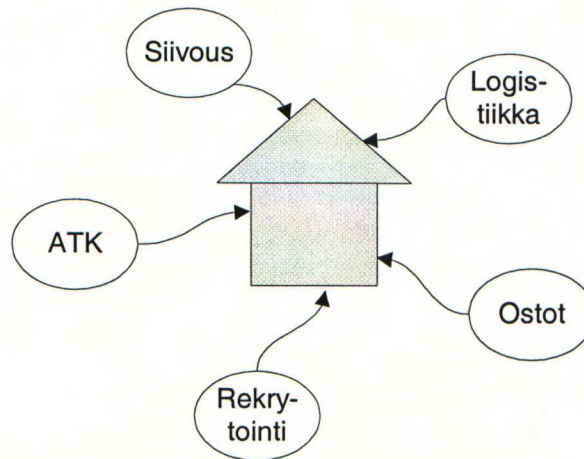 Siivous
Logis-
tiikka
ATK
Ostot
Rekry-
tointi